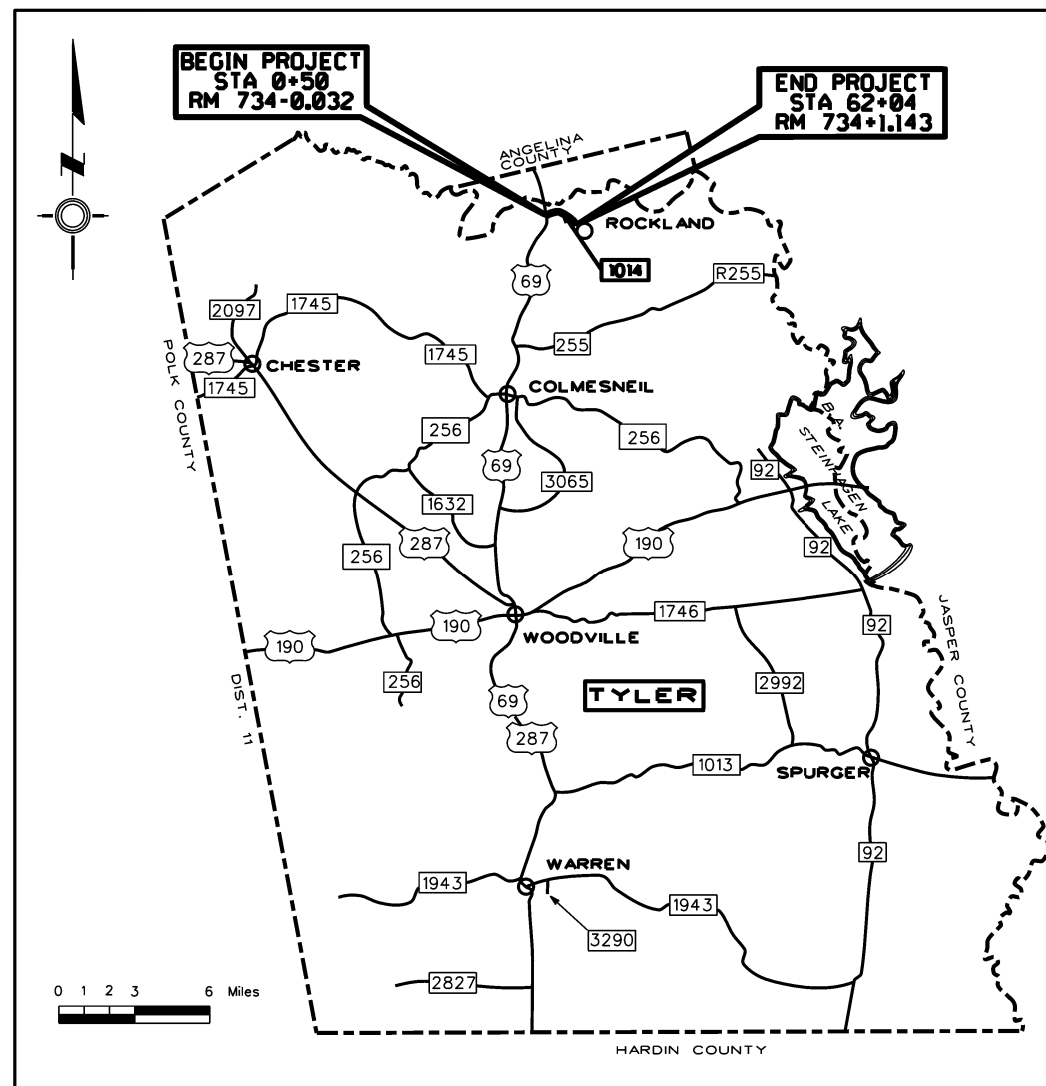 BEGIN PROJECT
STA 0+50
RM 734-0.032
END PROJECT
STA 62+04
RM 734+1.143
ANGELINA
COUNTY
ROCKLAND
1014
69
R255
2097
1745
255
287
CHESTER
1745
1745
POLK COUNTY
COLMESNEIL
256
256
69
92
3065
1632
B.A.
STEINHAGEN
LAKE
287
190
92
256
1746
190
WOODVILLE
92
190
JASPER COUNTY
256
TYLER
2992
69
DIST. 11
287
1013
SPURGER
92
WARREN
1943
1943
3290
2827
0 1 2 3 6 Miles
HARDIN COUNTY
N